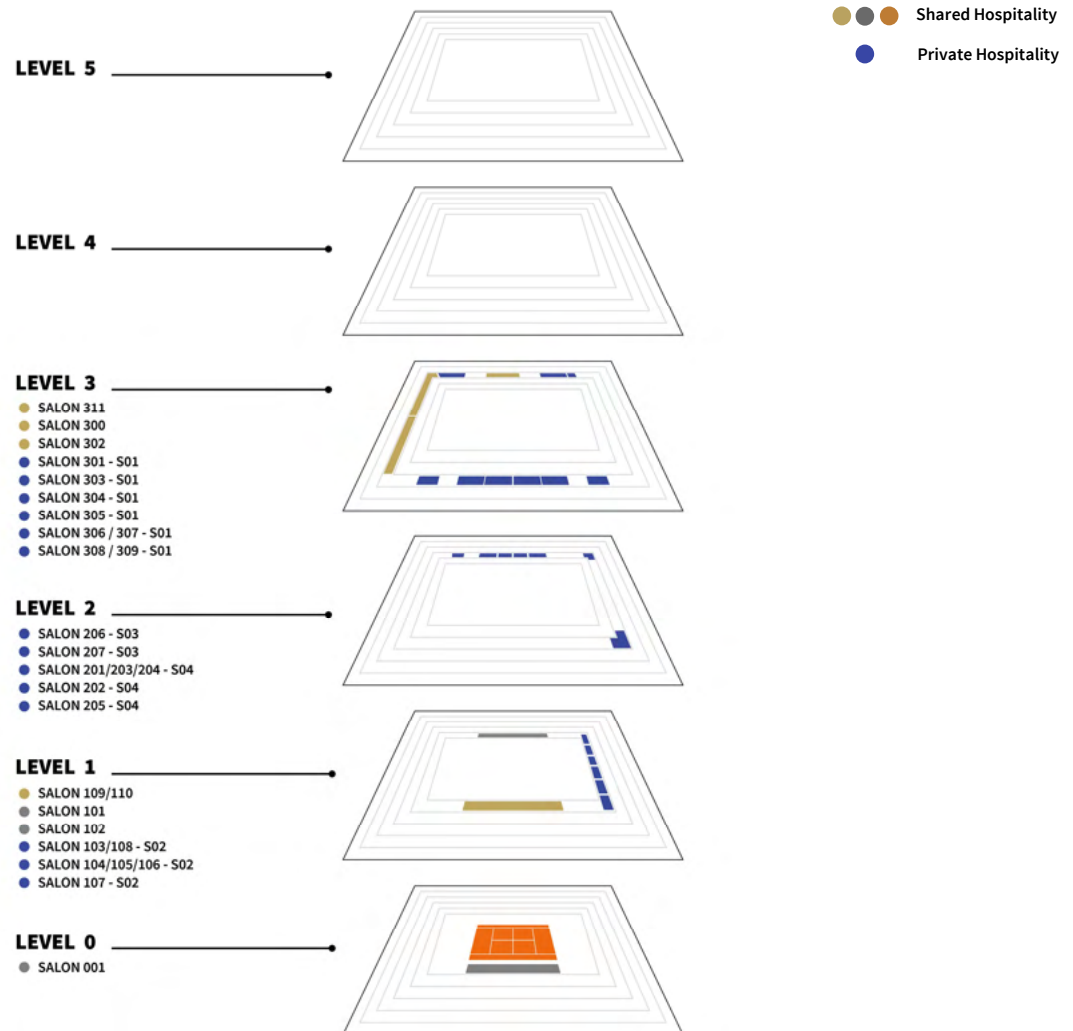 Shared Hospitality
Private Hospitality
LEVEL 5
LEVEL 4
LEVEL 3
SALON 311
SALON 300
SALON 302
SALON 301 - S01
SALON 303 - S01
SALON 304 - S01
SALON 305 - S01
SALON 306 / 307 - S01
SALON 308 / 309 - S01
LEVEL 2
SALON 206 - S03
SALON 207 - S03
SALON 201/203/204 - S04
SALON 202 - S04
SALON 205 - S04
LEVEL 1
SALON 109/110
SALON 101
SALON 102
SALON 103/108 - S02
SALON 104/105/106 - S02
SALON 107 - S02
LEVEL 0
SALON 001